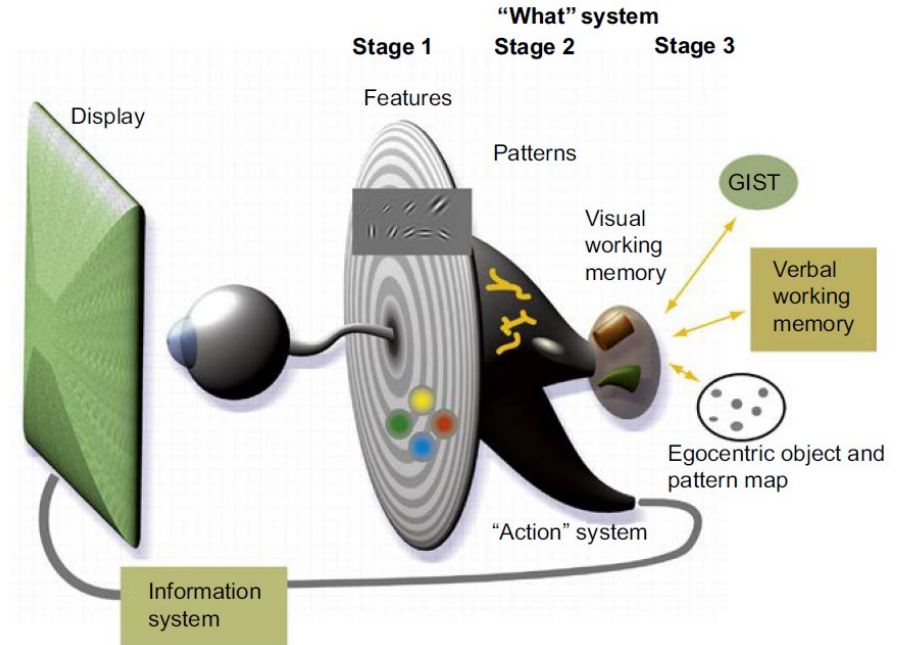 “What” system
Stage 1 Stage 2 Stage 3
Features
Display
Patterns
GIST
Visual
working
memory
Verbal
working
memory
Egocentric object and
pattern map
“Action” system
Information
system